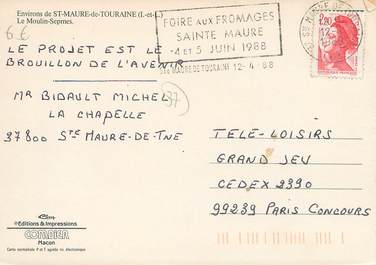 Environs de ST-MAURE-de-TOURAINE (I.-et-L.)
Le Moulin-Sepmes.
6€
LE PROJET EST LE
BROUILLON DE L'AVENIR
MR BIDAULT MICHEL
LA CHAPELLE
37800 STE MAURE-DE-TNE
37
FOIRE AUX FROMAGES
SAINTE MAURE
-4 et 5 JUIN 1988
STE MAURE DE TOURAINE 12-4-88
2,20
TELE-LOISIRS
GRAND JEU
CEDEX 2390
99239 PARIS CONCOURS
Editions & Impressions
COMBIER
Macon